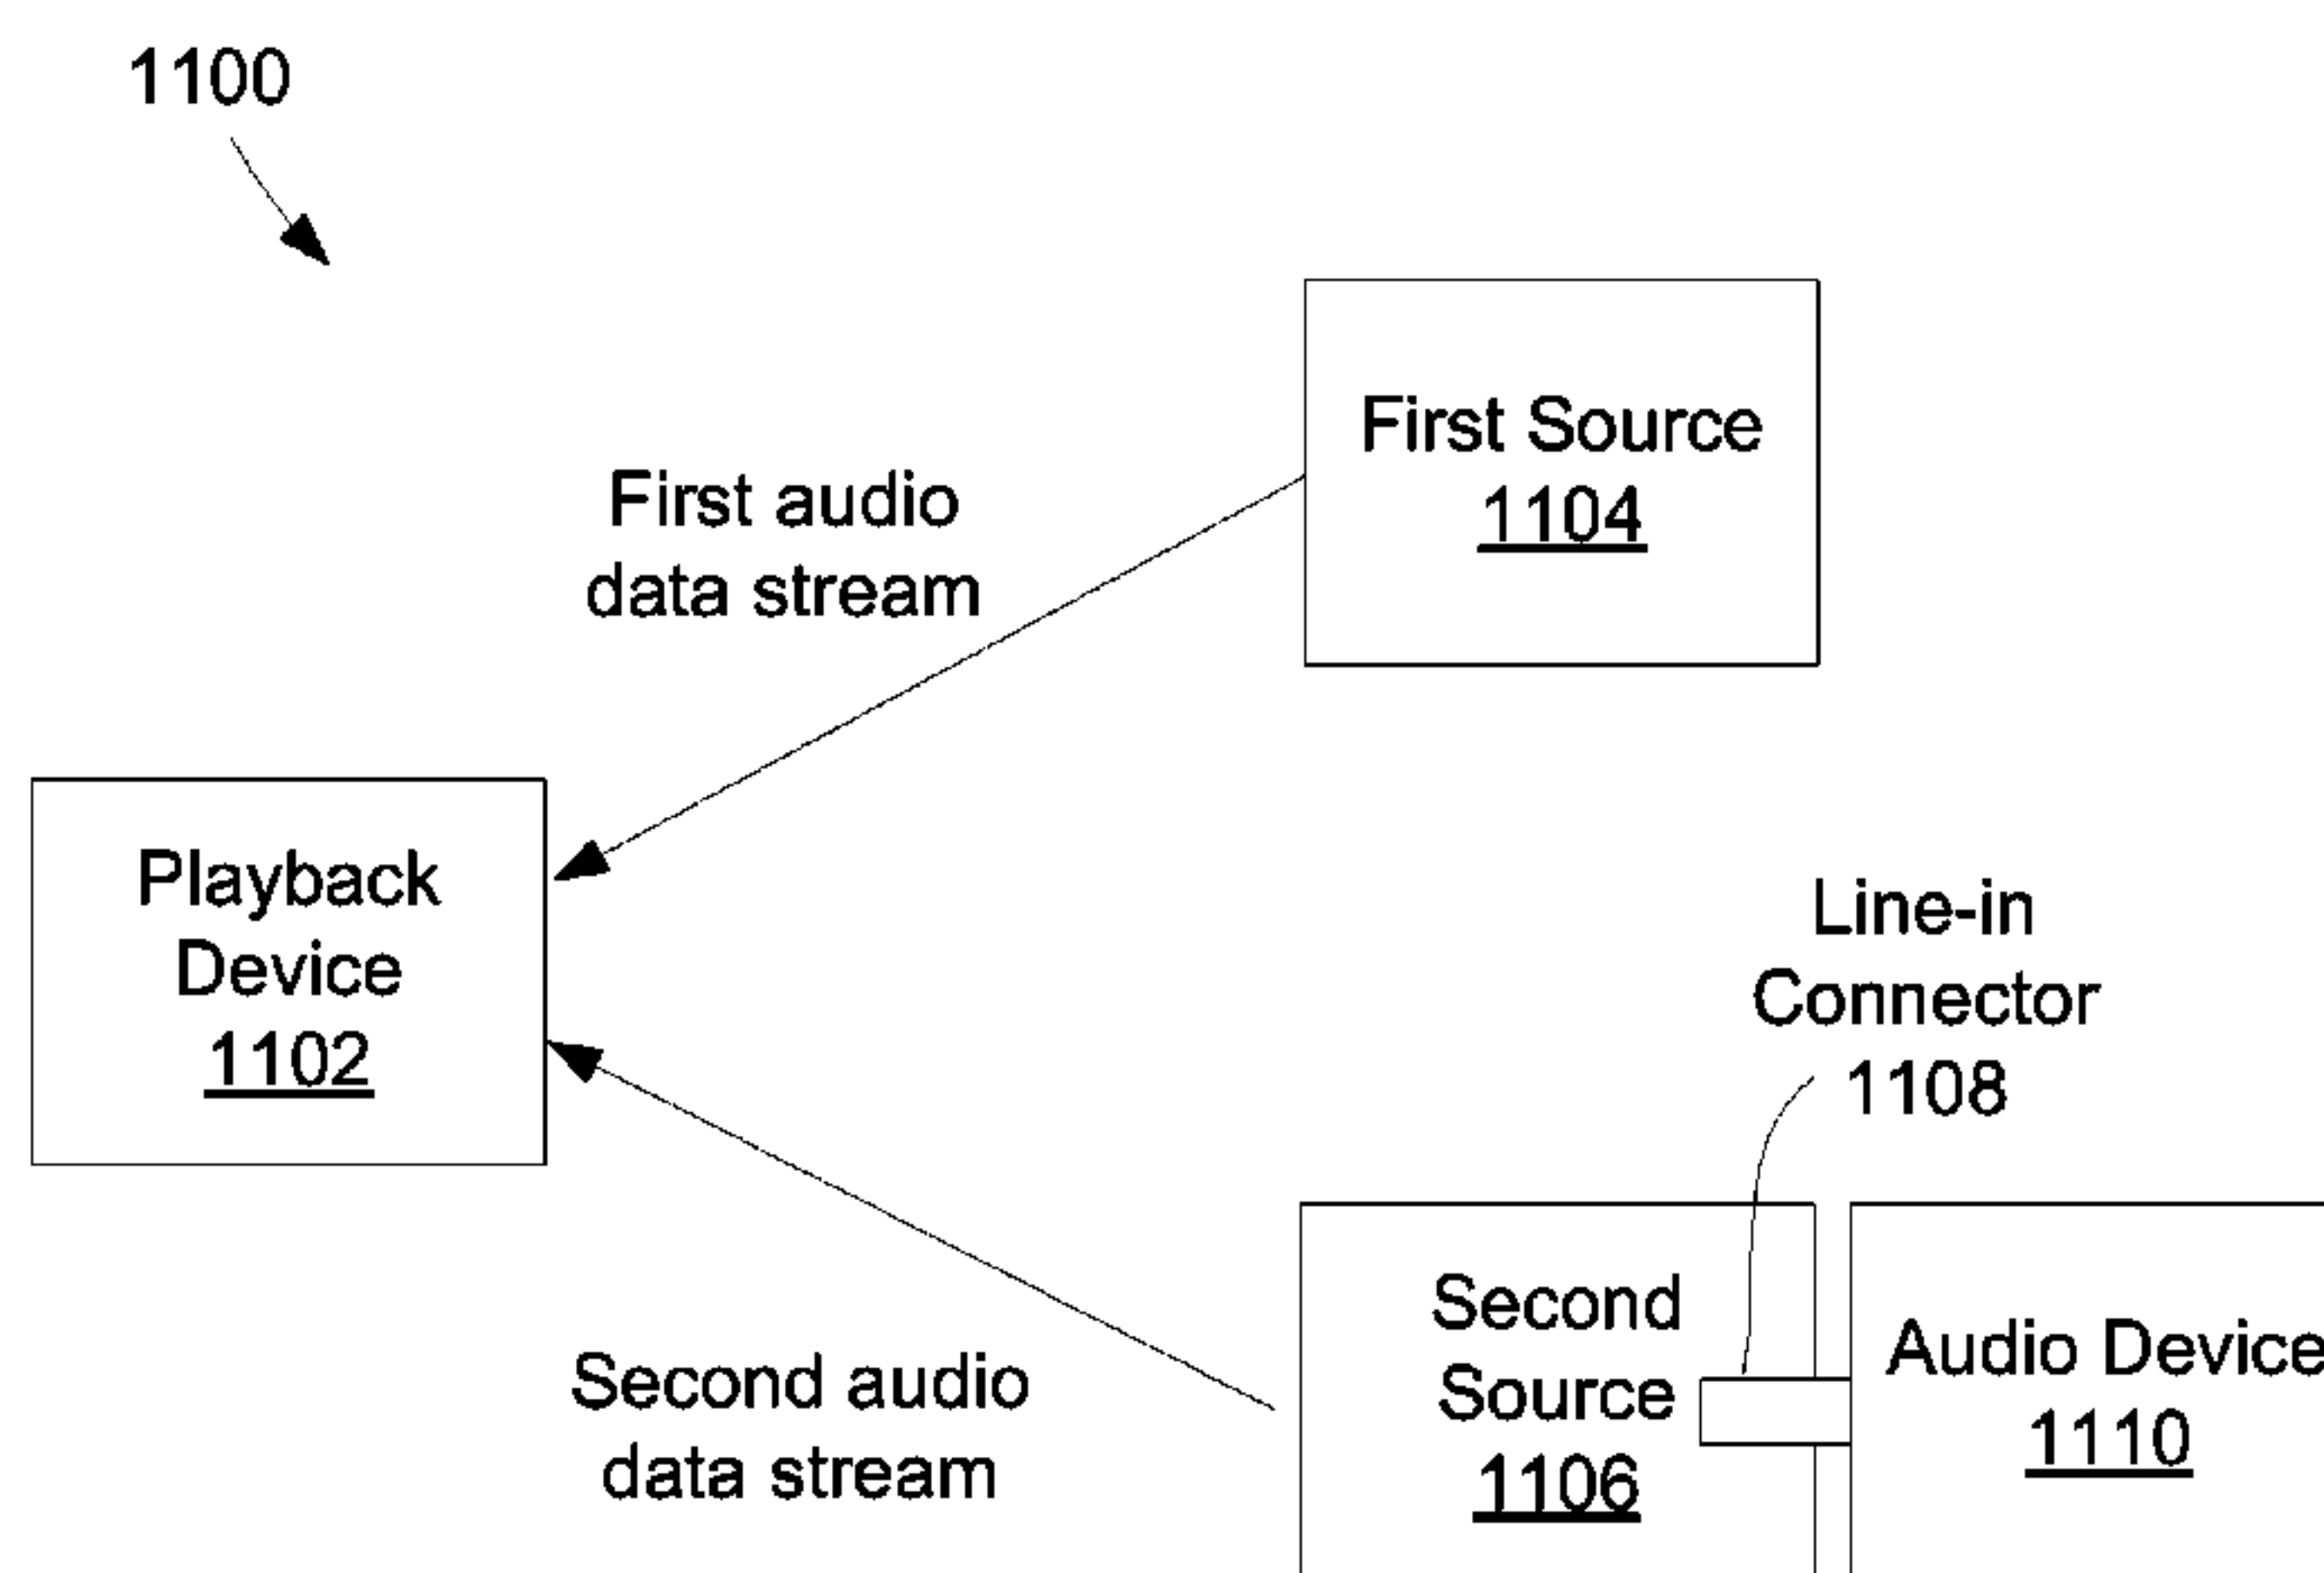 1100
First Source
1104
First audio
data stream
Playback
Device
1102
Line-in
Connector
1108
Second audio
data stream
Second
Source
1106
Audio Device
1110